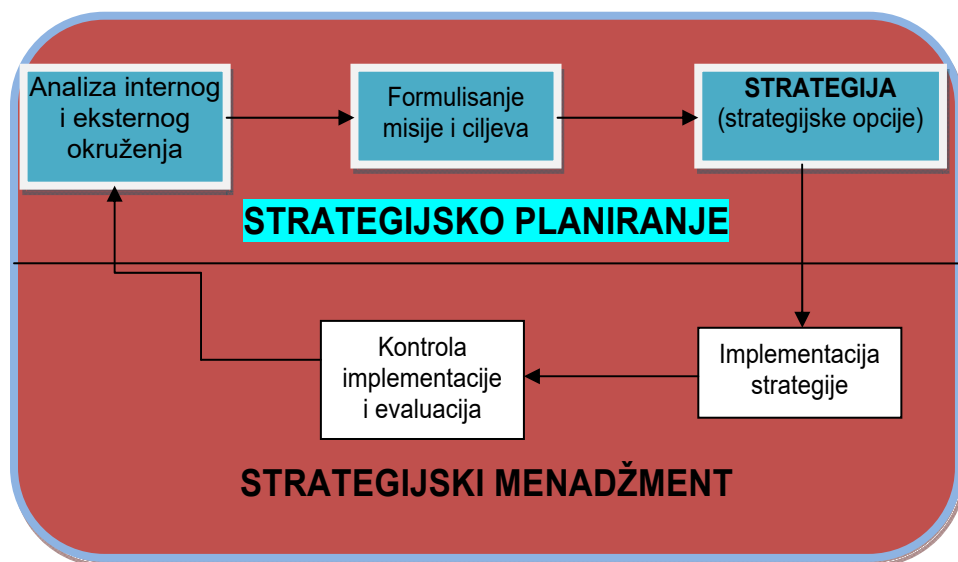 Analiza internog
i eksternog
okruženja
Formulisanje
misije i ciljeva
STRATEGIJA
(strategijske opcije)
STRATEGIJSKO PLANIRANJE
Kontrola
implementacije
i evaluacija
Implementacija
strategije
STRATEGIJSKI MENADŽMENT